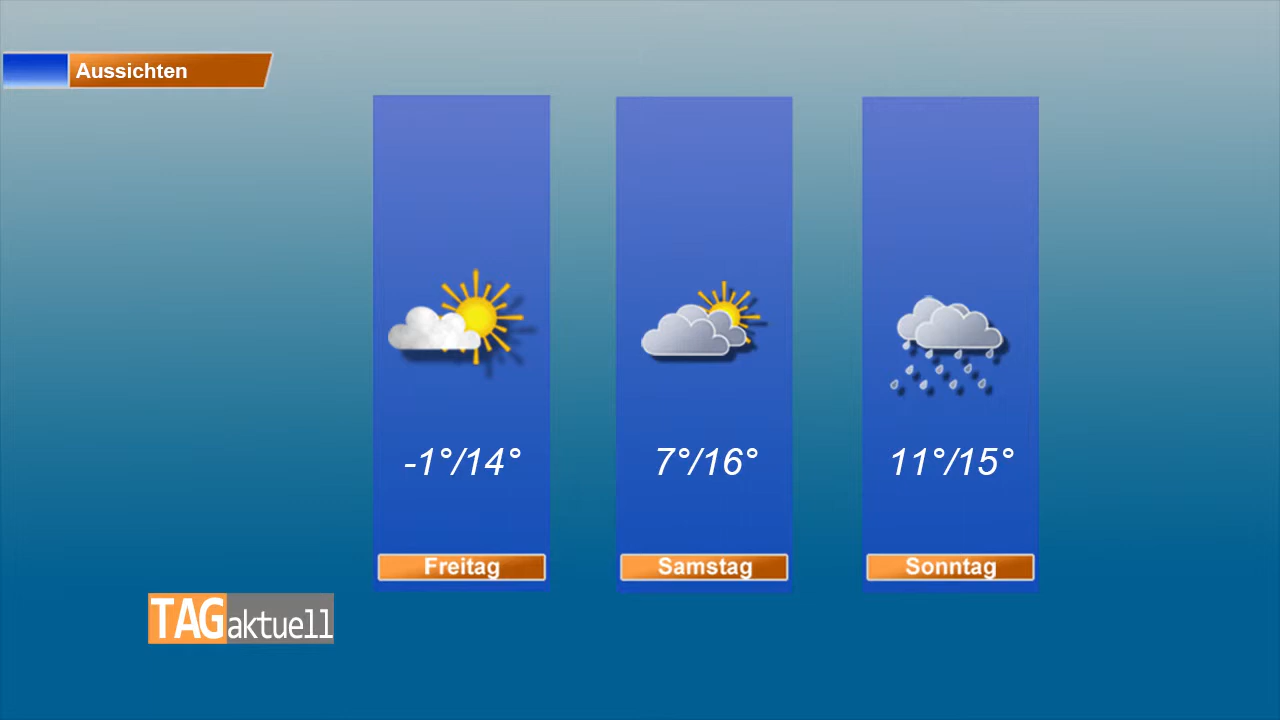 Aussichten
-1°/14°
7°/16°
11°/15°
Freitag
Samstag
Sonntag
TAGaktuell